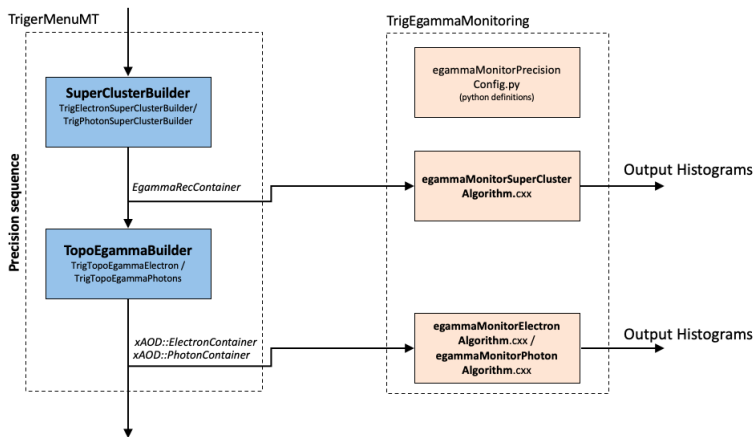 TrigerMenuMT
TrigEgammaMonitoring
SuperClusterBuilder
TrigElectronSuperClusterBuilder/
TrigPhotonSuperClusterBuilder
egammaMonitorPrecision
Config.py
(python definitions)
Precision sequence
EgammaRecContainer
egammaMonitorSuperCluster
Algorithm.cxx
Output Histograms
TopoEgammaBuilder
TrigTopoEgammaElectron /
TrigTopoEgammaPhotons
xAOD::ElectronContainer
xAOD::PhotonContainer
egammaMonitorElectron
Algorithm.cxx /
egammaMonitorPhoton
Algorithm.cxx
Output Histograms